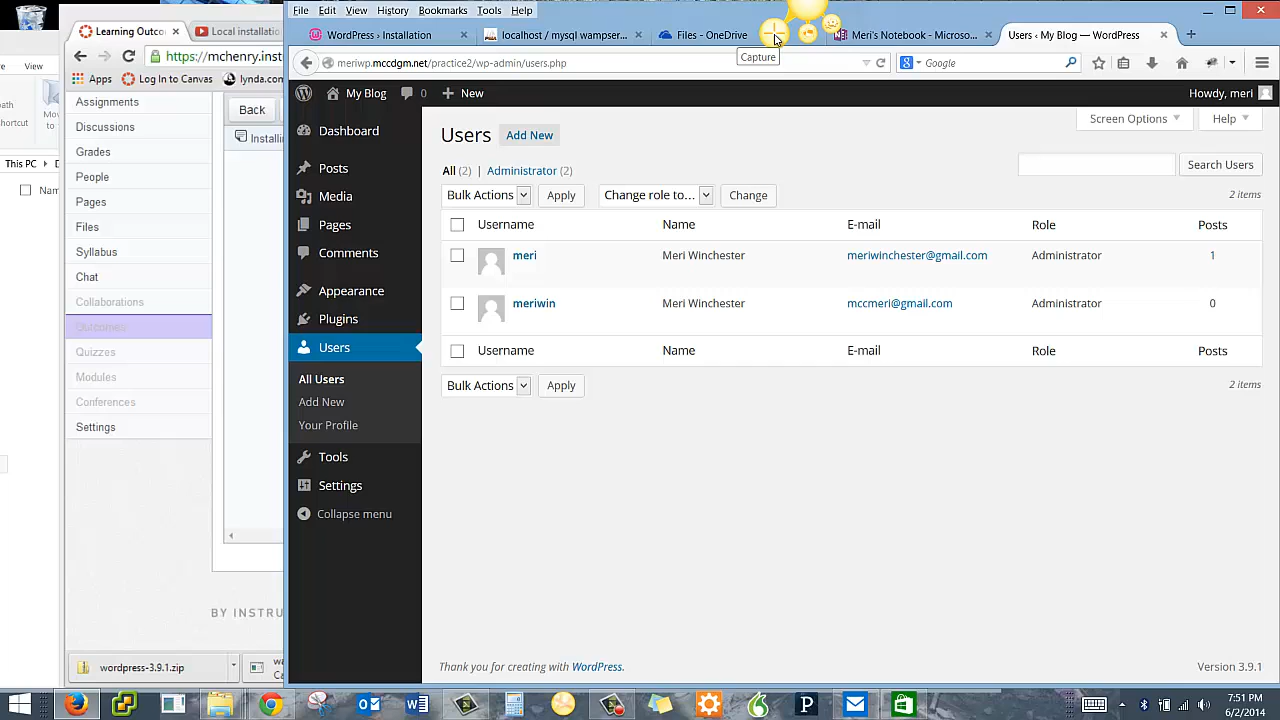 File Edit View History Bookmarks Tools Help
Learning Outco
Local installatio
WordPress › Installation
localhost / mysql wampser...
Files - OneDrive
Meri's Notebook - Microso...
Users ‹ My Blog — WordPress
Capture
https://mchenry.inst
meriwp.mccdgm.net/practice2/wp-admin/users.php
Google
Apps
Log In to Canvas
lynda.com
My Blog
0
New
Howdy, meri
Assignments
Discussions
Grades
People
Pages
Files
Syllabus
Chat
Collaborations
Outcomes
Quizzes
Modules
Conferences
Settings
Back
Installin
BY INSTRU
This PC
Nam
Dashboard
Posts
Media
Pages
Comments
Appearance
Plugins
Users
All Users
Add New
Your Profile
Tools
Settings
Collapse menu
Users Add New
Screen Options
Help
All (2) | Administrator (2)
Search Users
Bulk Actions Apply Change role to... Change
2 items
Username Name E-mail Role Posts
meri Meri Winchester meriwinchester@gmail.com Administrator 1
meriwin Meri Winchester mccmeri@gmail.com Administrator 0
Username Name E-mail Role Posts
Bulk Actions Apply
2 items
Thank you for creating with WordPress.
Version 3.9.1
wordpress-3.9.1.zip
7:51 PM
6/2/2014